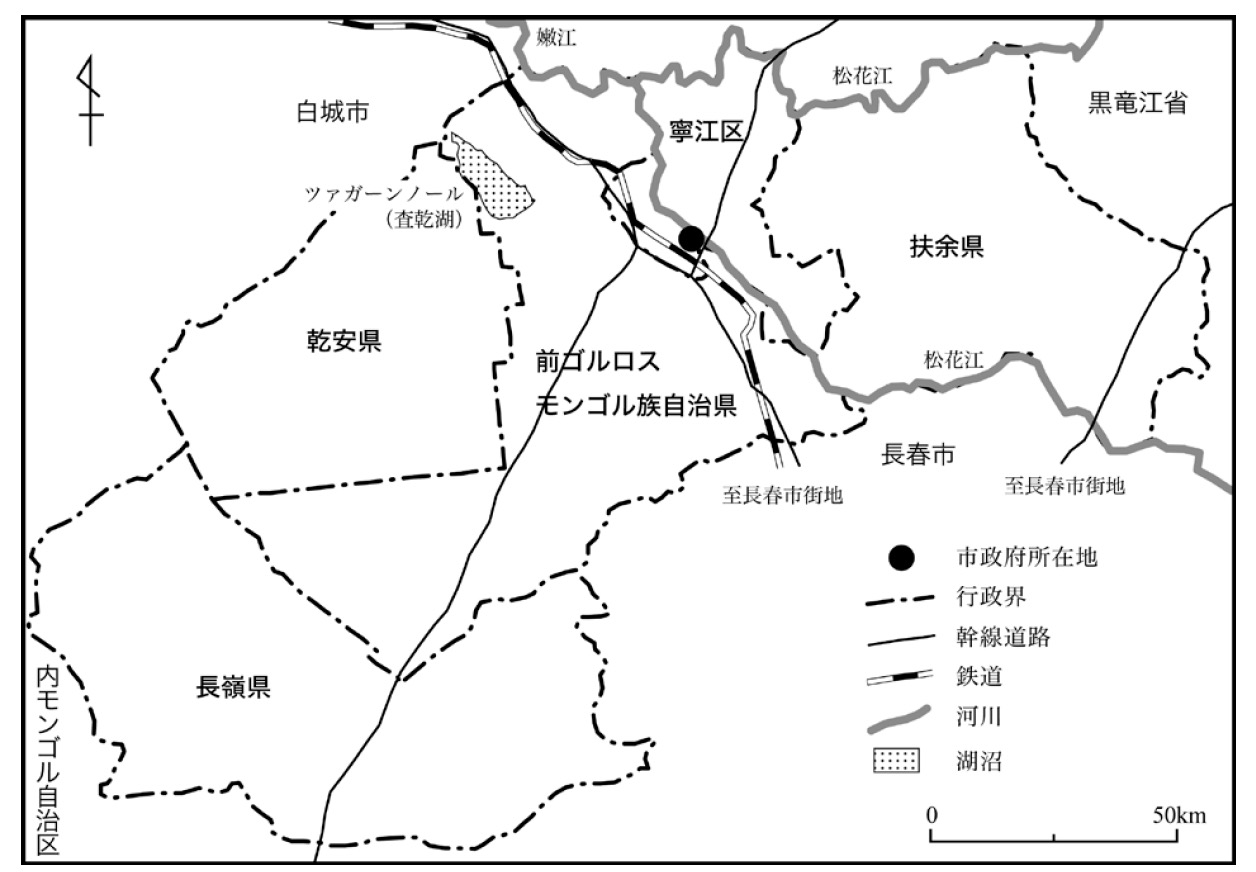 嫩江
松花江
白城市
黒竜江省
寧江区
ツァガーンノール
（査乾湖）
扶余県
乾安県
前ゴルロス
モンゴル族自治県
松花江
長春市
至長春市街地
至長春市街地
長嶺県
内モンゴル自治区
市政府所在地
行政界
幹線道路
鉄道
河川
湖沼
0
50km